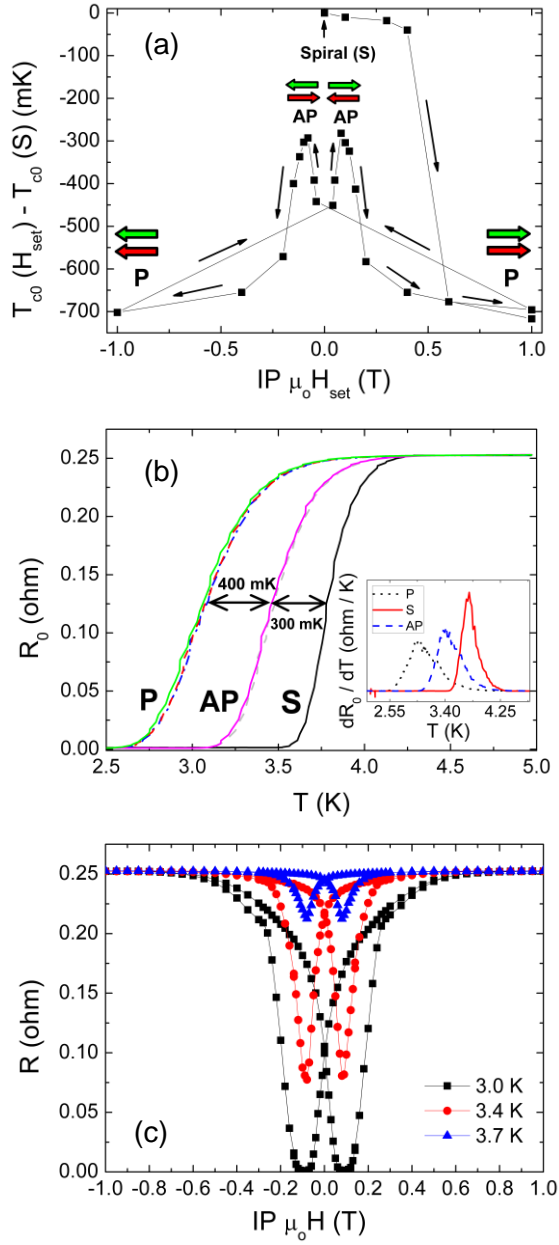 (a)
T_c0 (H_set) - T_c0 (S) (mK)
0
-100
-200
-300
-400
-500
-600
-700
Spiral (S)
AP AP
P P
-1.0 -0.5 0.0 0.5 1.0
IP μ_oH_set (T)
(b)
R_0 (ohm)
0.25
0.20
0.15
0.10
0.05
0.00
400 mK
300 mK
P AP S
2.5 3.0 3.5 4.0 4.5 5.0
T (K)
dR_0 / dT (ohm / K)
P
S
AP
2.55 3.40 4.25
T (K)
(c)
R (ohm)
0.25
0.20
0.15
0.10
0.05
0.00
3.0 K
3.4 K
3.7 K
-1.0 -0.8 -0.6 -0.4 -0.2 0.0 0.2 0.4 0.6 0.8 1.0
IP μ_oH (T)